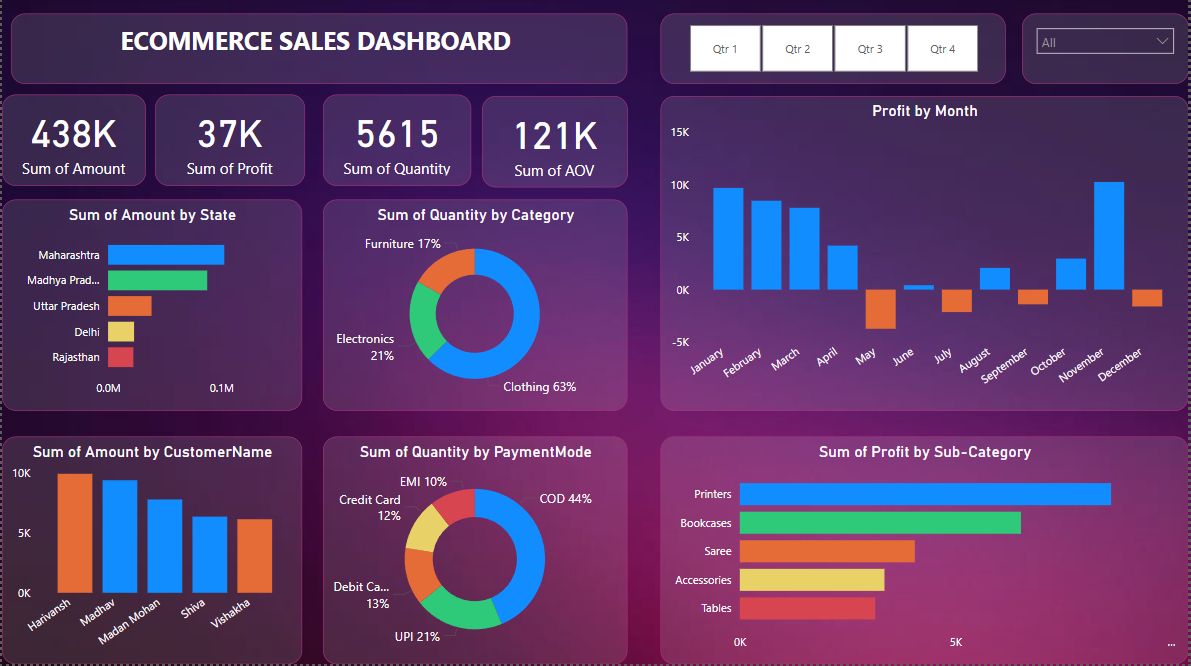 ECOMMERCE SALES DASHBOARD
Qtr 1
Qtr 2
Qtr 3
Qtr 4
All
438K
Sum of Amount
37K
Sum of Profit
5615
Sum of Quantity
121K
Sum of AOV
Profit by Month
15K
10K
5K
0K
-5K
January
February
March
April
May
June
July
August
September
October
November
December
Sum of Amount by State
Maharashtra
Madhya Prad...
Uttar Pradesh
Delhi
Rajasthan
0.0M
0.1M
Sum of Quantity by Category
Furniture 17%
Electronics
21%
Clothing 63%
Sum of Amount by CustomerName
10K
5K
0K
Harivansh
Madhav
Madan Mohan
Shiva
Vishakha
Sum of Quantity by PaymentMode
EMI 10%
Credit Card
12%
COD 44%
Debit Ca...
13%
UPI 21%
Sum of Profit by Sub-Category
Printers
Bookcases
Saree
Accessories
Tables
0K
5K
...